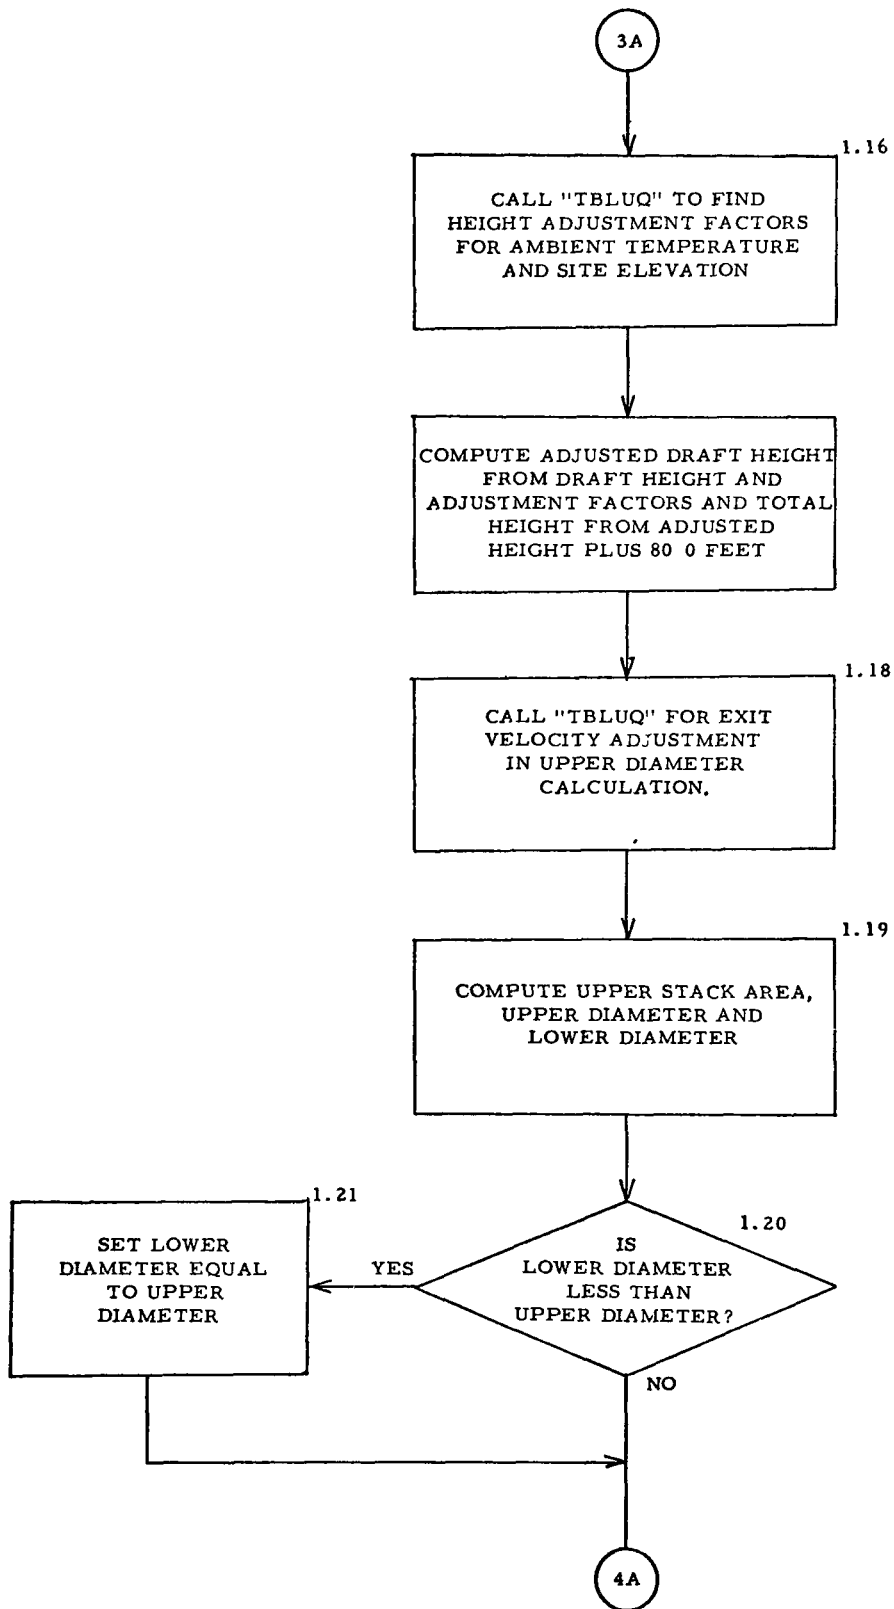 3A
1.16
CALL "TBLUQ" TO FIND
HEIGHT ADJUSTMENT FACTORS
FOR AMBIENT TEMPERATURE
AND SITE ELEVATION
COMPUTE ADJUSTED DRAFT HEIGHT
FROM DRAFT HEIGHT AND
ADJUSTMENT FACTORS AND TOTAL
HEIGHT FROM ADJUSTED
HEIGHT PLUS 80 0 FEET
1.18
CALL "TBLUQ" FOR EXIT
VELOCITY ADJUSTMENT
IN UPPER DIAMETER
CALCULATION.
1.19
COMPUTE UPPER STACK AREA,
UPPER DIAMETER AND
LOWER DIAMETER
1.20
IS
LOWER DIAMETER
LESS THAN
UPPER DIAMETER?
YES
1.21
SET LOWER
DIAMETER EQUAL
TO UPPER
DIAMETER
NO
4A